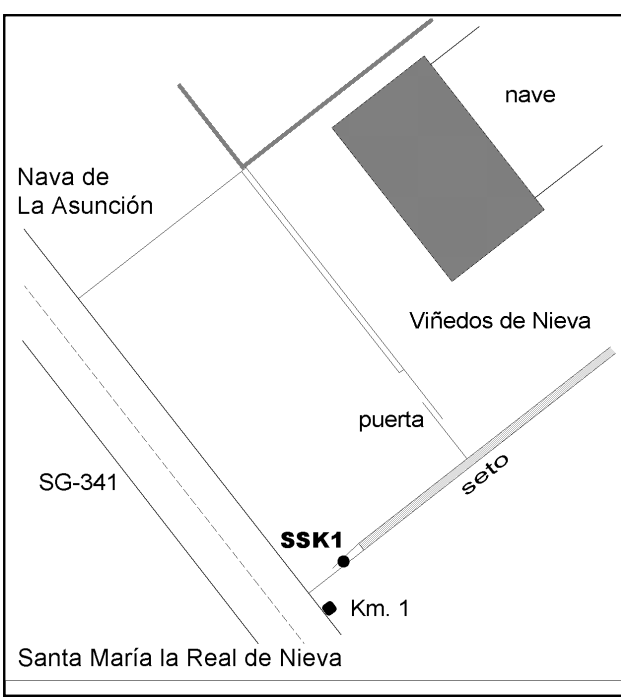 nave
Nava de
La Asunción
Viñedos de Nieva
puerta
seto
SG-341
SSK1
Km. 1
Santa María la Real de Nieva